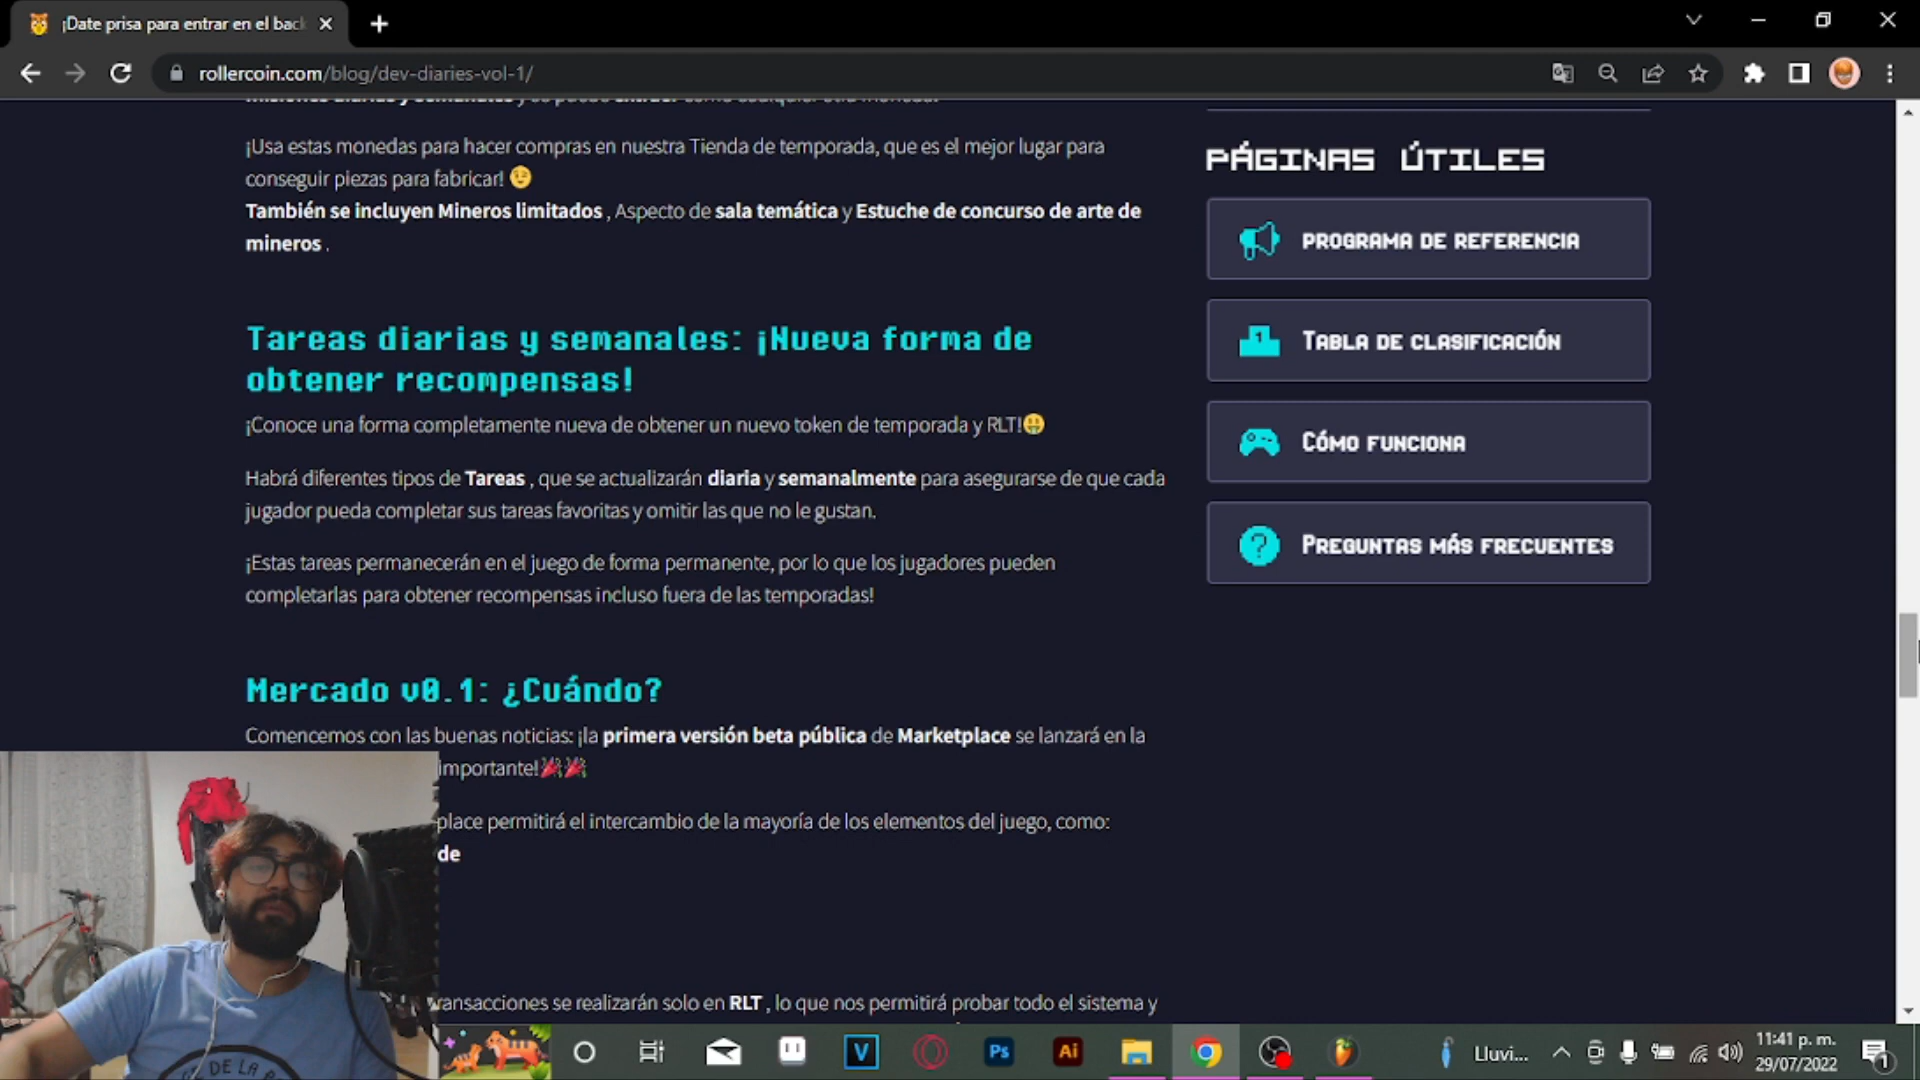 ¡Date prisa para entrar en el bac
rollercoin.com/blog/dev-diaries-vol-1/
¡Usa estas monedas para hacer compras en nuestra Tienda de temporada, que es el mejor lugar para
conseguir piezas para fabricar! 😉
También se incluyen Mineros limitados , Aspecto de sala temática y Estuche de concurso de arte de
mineros .
Tareas diarias y semanales: ¡Nueva forma de
obtener recompensas!
¡Conoce una forma completamente nueva de obtener un nuevo token de temporada y RLT!🤑
Habrá diferentes tipos de Tareas , que se actualizarán diaria y semanalmente para asegurarse de que cada
jugador pueda completar sus tareas favoritas y omitir las que no le gustan.
¡Estas tareas permanecerán en el juego de forma permanente, por lo que los jugadores pueden
completarlas para obtener recompensas incluso fuera de las temporadas!
Mercado v0.1: ¿Cuándo?
Comencemos con las buenas noticias: ¡la primera versión beta pública de Marketplace se lanzará en la
importante!🎉🎉
place permitirá el intercambio de la mayoría de los elementos del juego, como:
de
ransacciones se realizarán solo en RLT , lo que nos permitirá probar todo el sistema y
PÁGINAS ÚTILES
PROGRAMA DE REFERENCIA
1
TABLA DE CLASIFICACIÓN
CÓMO FUNCIONA
?
PREGUNTAS MÁS FRECUENTES
DE LA
V
Ps
Ai
Lluvi...
11:41 p. m.
29/07/2022
1